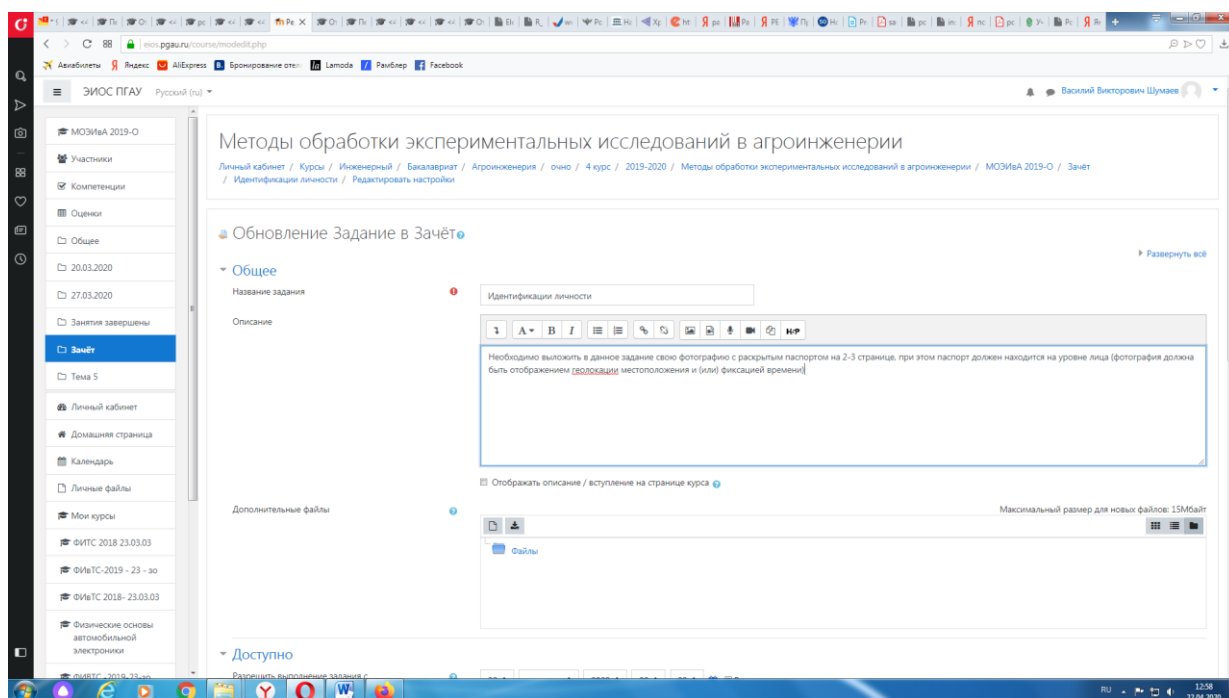 eios.pgau.ru/course/modedit.php
Авиабилеты Яндекс AliExpress Бронирование отел Lamoda Рамблер Facebook
ЭИОС ПГАУ Русский (ru)
Василий Викторович Шумаев
МОЭИвА 2019-О
Участники
Компетенции
Оценки
Общее
20.03.2020
27.03.2020
Занятия завершены
Зачёт
Тема 5
Личный кабинет
Домашняя страница
Календарь
Личные файлы
Мои курсы
ФИТС 2018 23.03.03
ФИвТС-2019 - 23 - зо
ФИвТС 2018- 23.03.03
Физические основы
автомобильной
электроники
Методы обработки экспериментальных исследований в агроинженерии
Личный кабинет / Курсы / Инженерный / Бакалавриат / Агроинженерия / очно / 4 курс / 2019-2020 / Методы обработки экспериментальных исследований в агроинженерии / МОЭИвА 2019-О / Зачёт
/ Идентификации личности / Редактировать настройки
Обновление Задание в Зачёт
Развернуть всё
Общее
Название задания
Идентификации личности
Описание
Необходимо выложить в данное задание свою фотографию с раскрытым паспортом на 2-3 странице. при этом паспорт должен находится на уровне лица (фотография должна
быть отображением геолокации местоположения и (или) фиксацией времени)
Отображать описание / вступление на странице курса
Дополнительные файлы
Максимальный размер для новых файлов: 15Мбайт
Файлы
Доступно
Разрешить выполнение задания с
RU
12:58